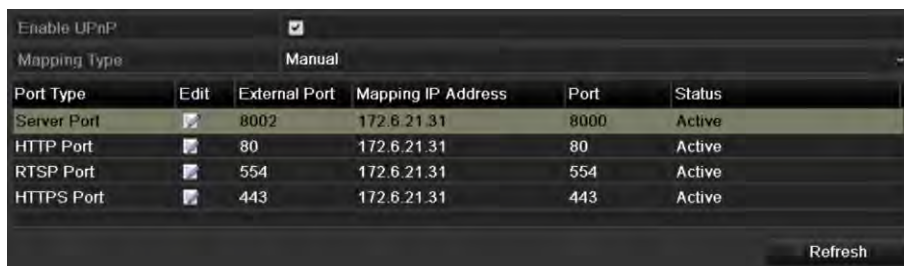 Enable UPnP
Mapping Type Manual
Port Type Edit External Port Mapping IP Address Port Status
Server Port 8002 172.6.21.31 8000 Active
HTTP Port 80 172.6.21.31 80 Active
RTSP Port 554 172.6.21.31 554 Active
HTTPS Port 443 172.6.21.31 443 Active
Refresh